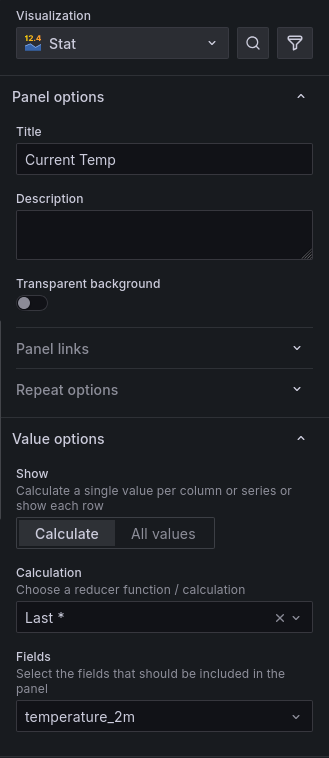 Visualization
12.4
Stat
Panel options
Title
Current Temp
Description
Transparent background
Panel links
Repeat options
Value options
Show
Calculate a single value per column or series or
show each row
Calculate
All values
Calculation
Choose a reducer function / calculation
Last *
Fields
Select the fields that should be included in the
panel
temperature_2m